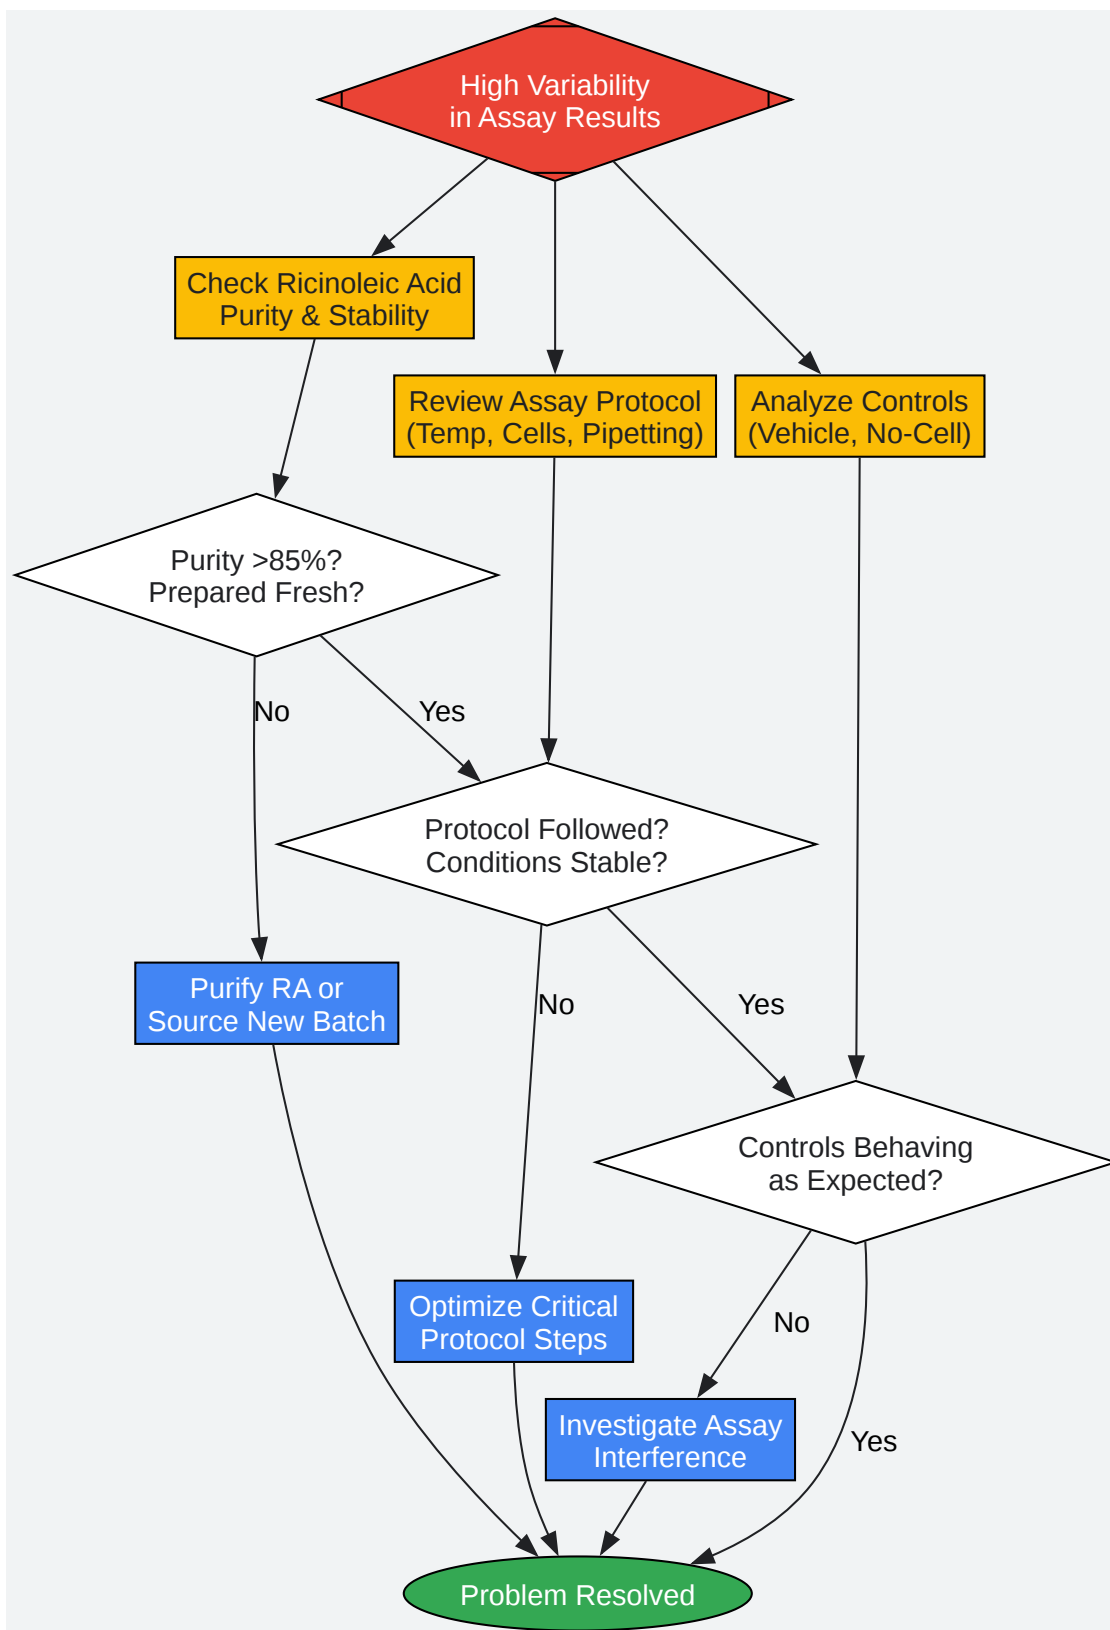 High Variability
in Assay Results
Check Ricinoleic Acid
Purity & Stability
Review Assay Protocol
(Temp, Cells, Pipetting)
Analyze Controls
(Vehicle, No-Cell)
Purity >85%?
Prepared Fresh?
No
Yes
Protocol Followed?
Conditions Stable?
Purify RA or
Source New Batch
No
Yes
Controls Behaving
as Expected?
Optimize Critical
Protocol Steps
No
Investigate Assay
Interference
Yes
Problem Resolved